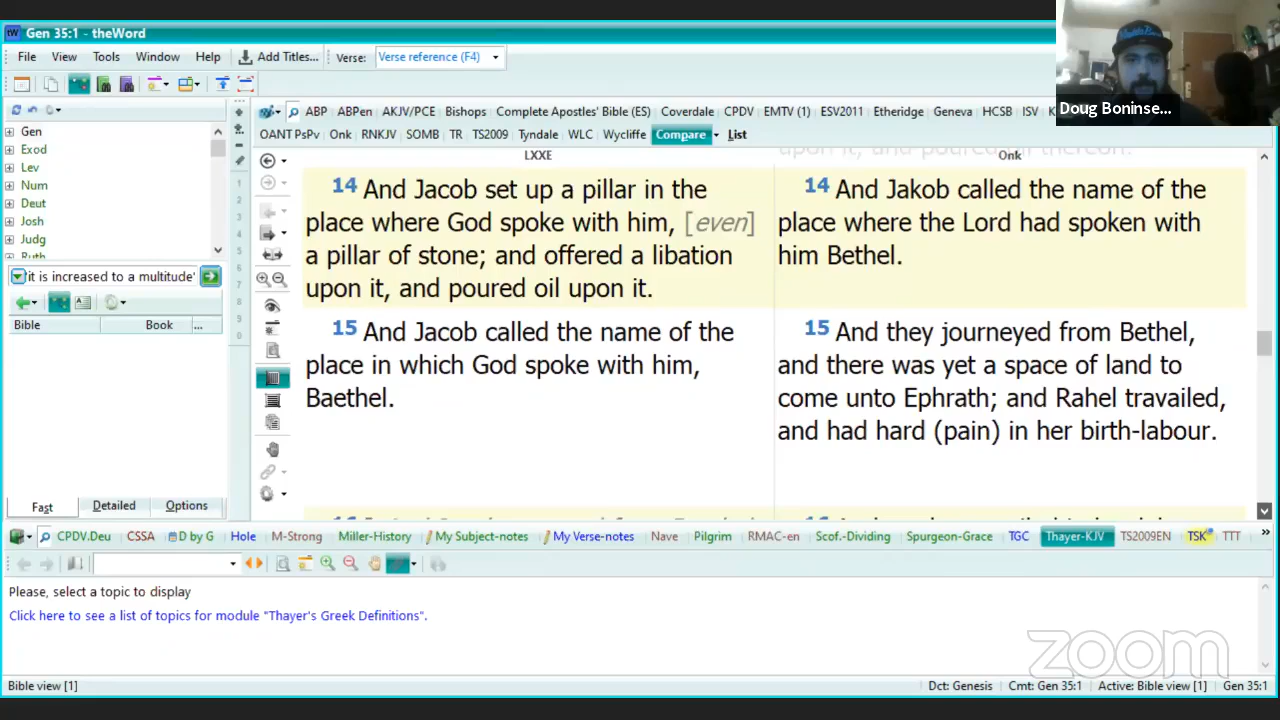 Gen 35:1 - theWord
File View Tools Window Help Add Titles... Verse: Verse reference (F4)
Doug Boninse...
ABP ABPen AKJV/PCE Bishops Complete Apostles' Bible (ES) Coverdale CPDV EMTV (1) ESV2011 Etheridge Geneva HCSB ISV
OANT PsPv Onk RNKJV SOMB TR TS2009 Tyndale WLC Wycliffe Compare List
Gen
Exod
Lev
Num
Deut
Josh
Judg
Ruth
it is increased to a multitude'
Bible Book ...
Fast Detailed Options
LXXE
14 And Jacob set up a pillar in the
place where God spoke with him, [even]
a pillar of stone; and offered a libation
upon it, and poured oil upon it.
15 And Jacob called the name of the
place in which God spoke with him,
Baethel.
Onk
upon it, and poured oil thereon.
14 And Jakob called the name of the
place where the Lord had spoken with
him Bethel.
15 And they journeyed from Bethel,
and there was yet a space of land to
come unto Ephrath; and Rahel travailed,
and had hard (pain) in her birth-labour.
CPDV.Deu CSSA D by G Hole M-Strong Miller-History My Subject-notes My Verse-notes Nave Pilgrim RMAC-en Scof.-Dividing Spurgeon-Grace TGC Thayer-KJV TS2009EN TSK TTT
Please, select a topic to display
Click here to see a list of topics for module "Thayer's Greek Definitions".
zoom
Bible view [1] Dct: Genesis Cmt: Gen 35:1 Active: Bible view [1] Gen 35:1